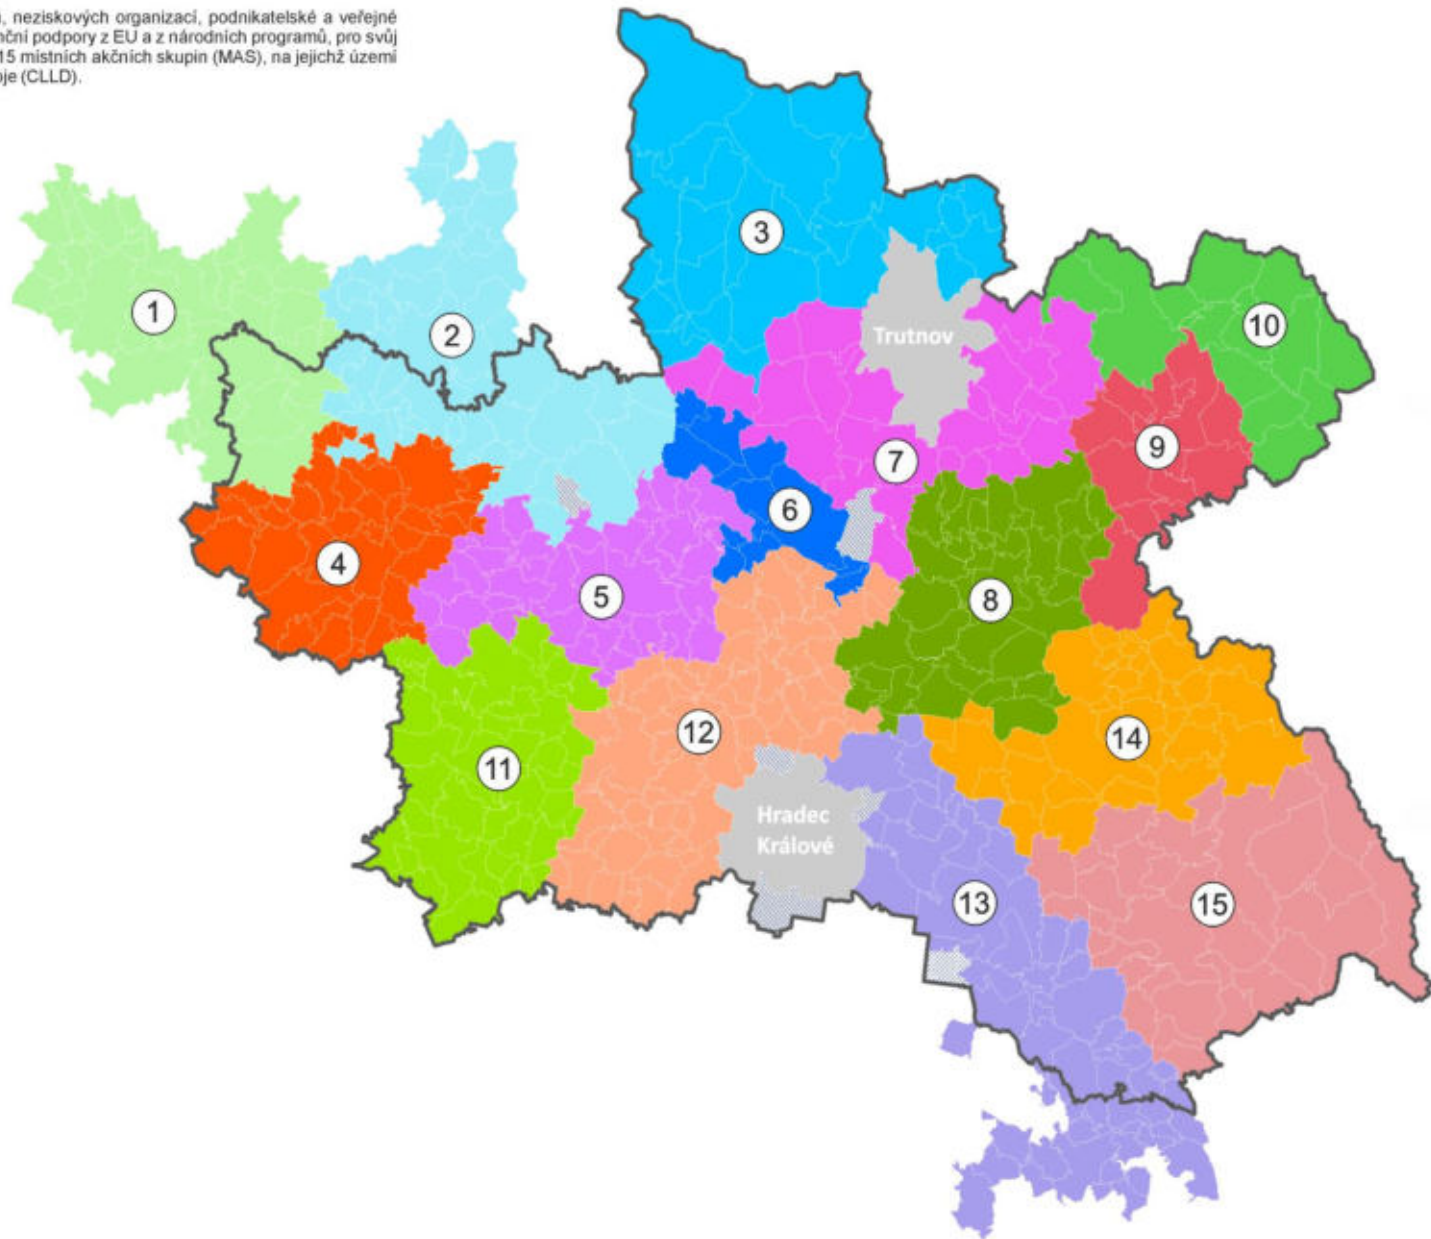 , neziskových organizací, podnikatelské a veřejné
nční podpory z EU a z národních programů, pro svůj
15 místních akčních skupin (MAS), na jejichž území
je (CLLD).
3
1
2
10
Trutnov
7
9
6
4
5
8
12
14
11
Hradec
Králové
13
15